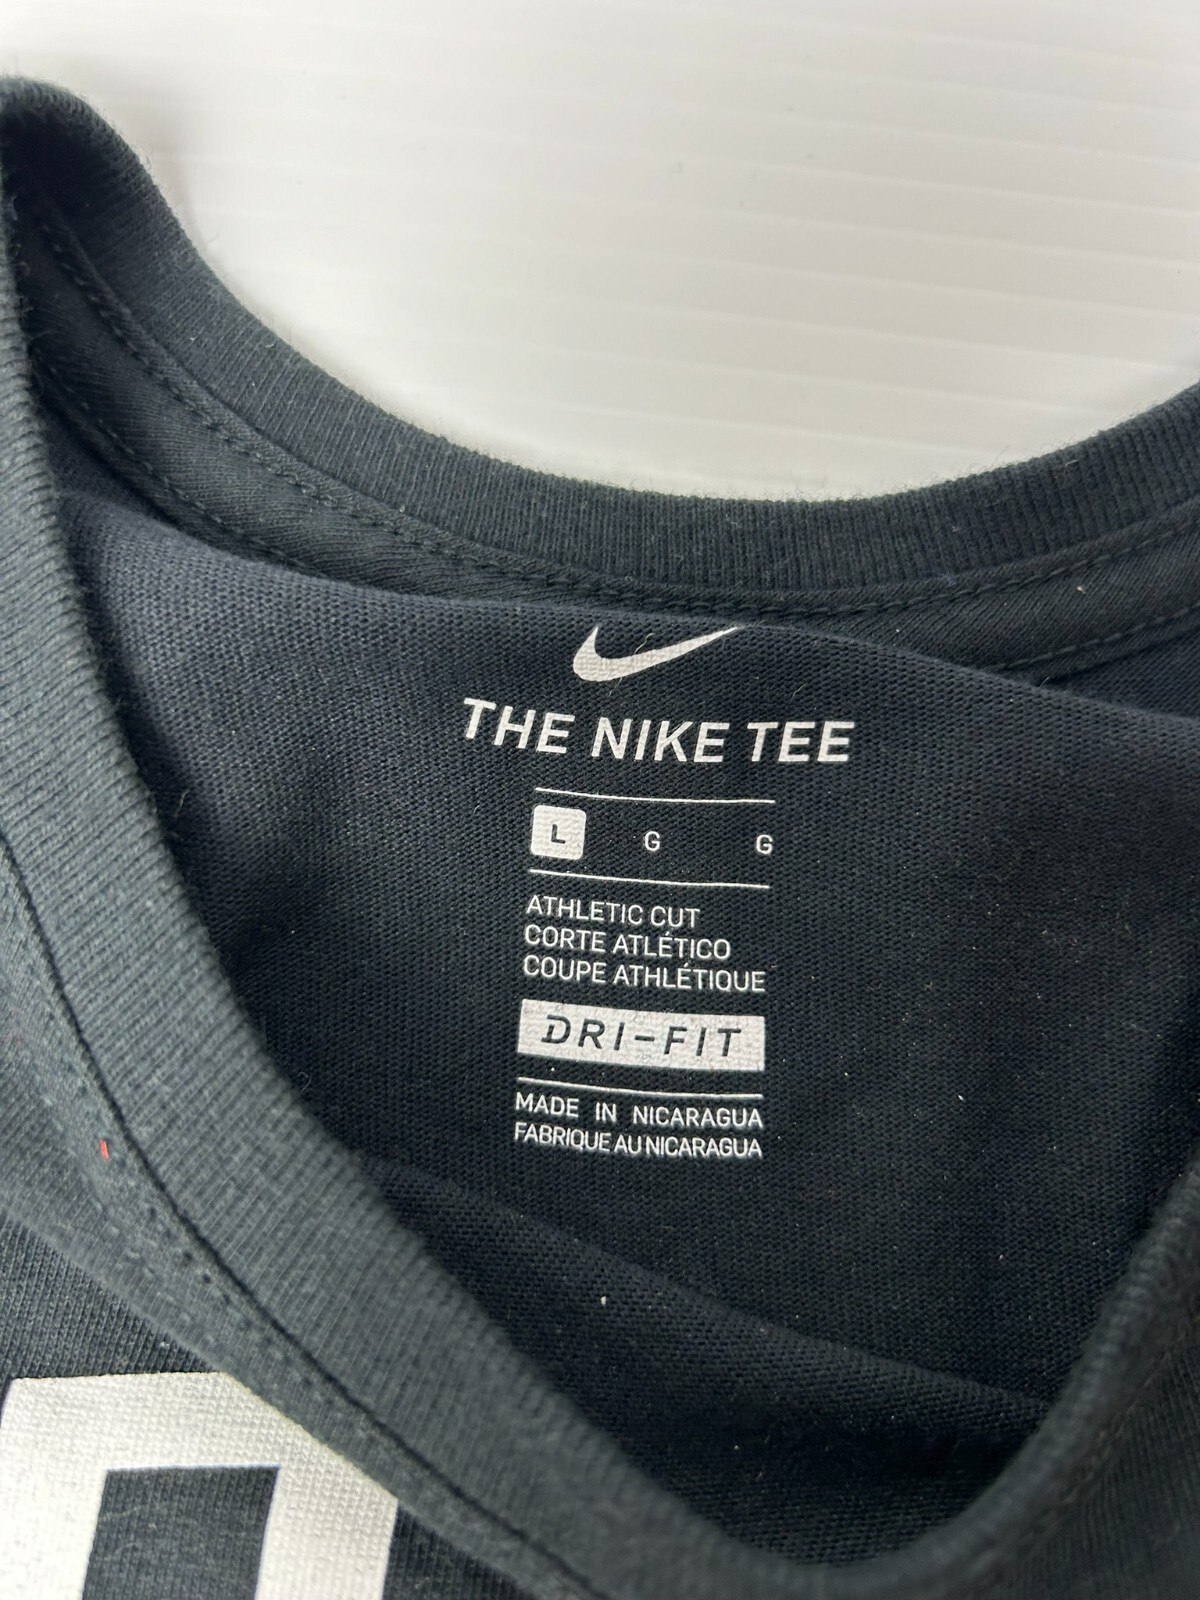 THE NIKE TEE
L G G
ATHLETIC CUT
CORTE ATLÉTICO
COUPE ATHLÉTIQUE
DRI-FIT
MADE IN NICARAGUA
FABRIQUE AU NICARAGUA